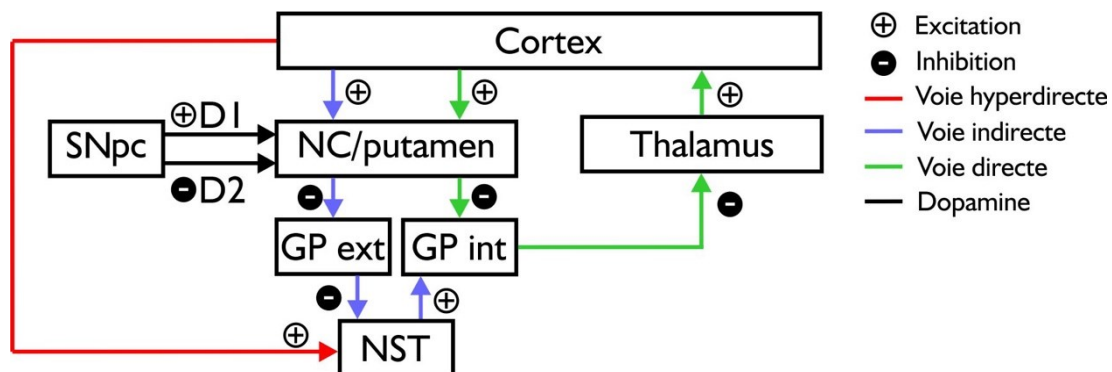 Cortex
SNpc
D1
D2
NC/putamen
Thalamus
GP ext
GP int
NST
Excitation
Inhibition
Voie hyperdirecte
Voie indirecte
Voie directe
Dopamine